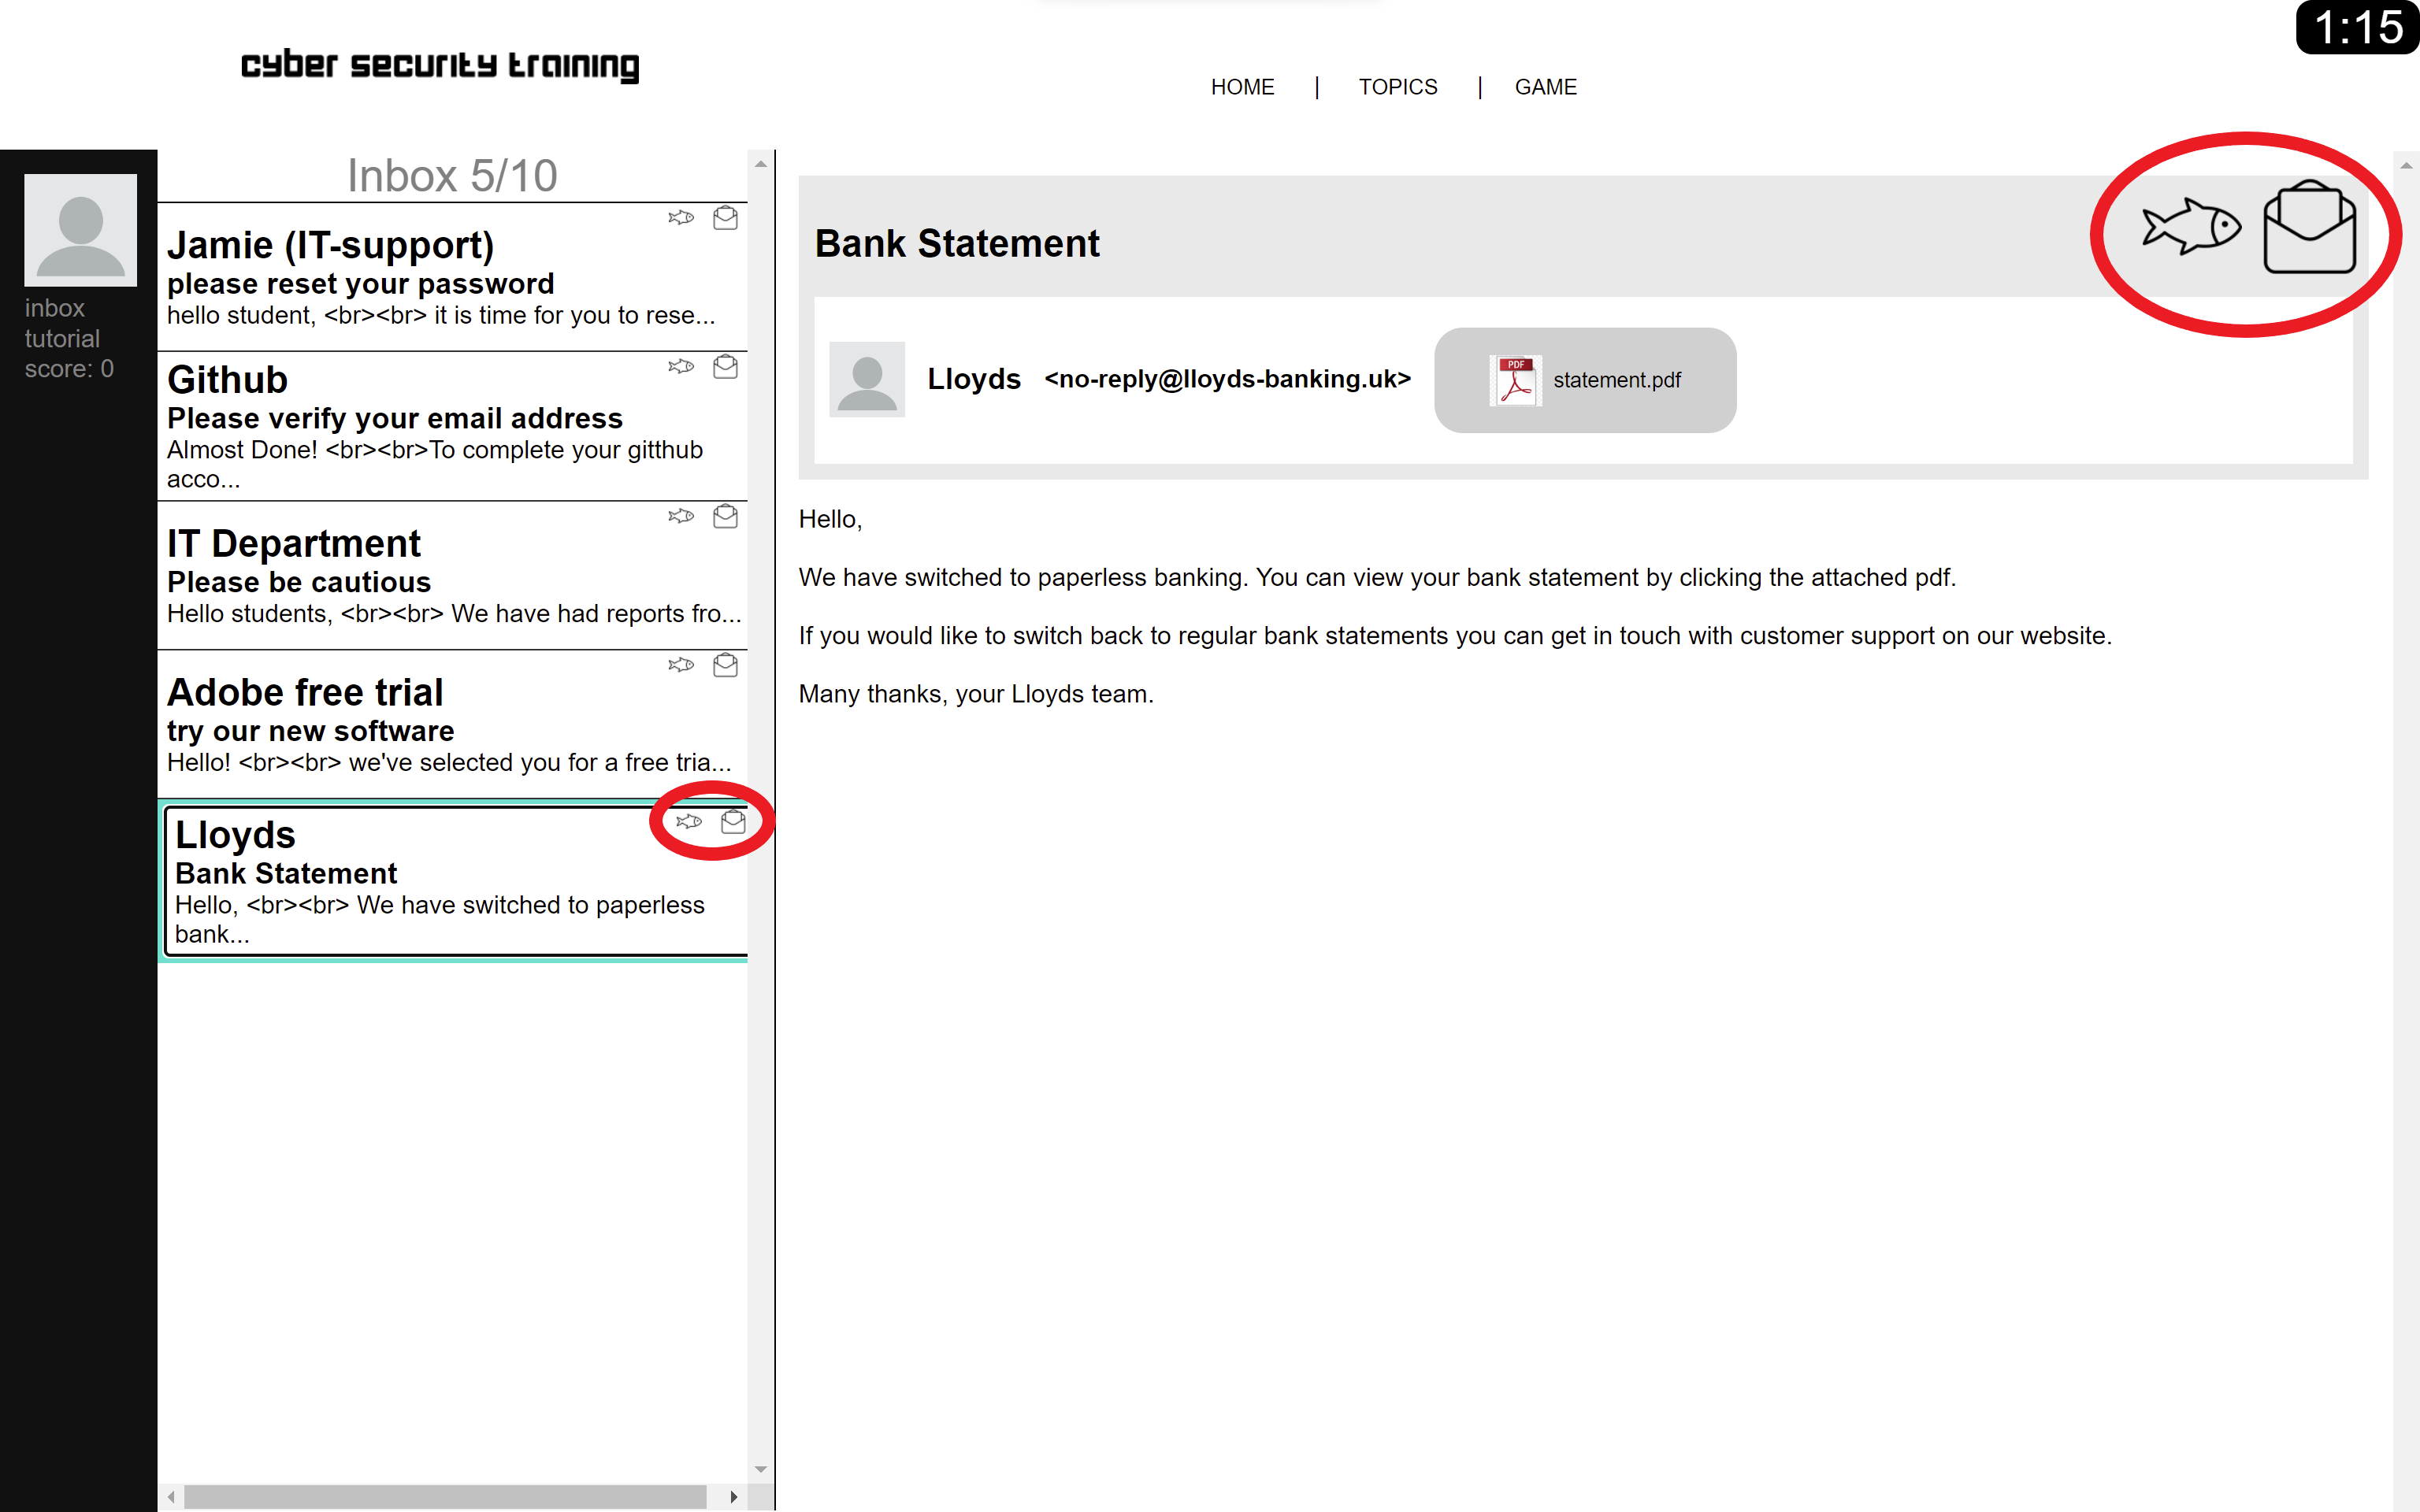 1:15
cyber security training
HOME | TOPICS | GAME
inbox
tutorial
score: 0
Inbox 5/10
Jamie (IT-support)
please reset your password
hello student, <br><br> it is time for you to rese...
Github
Please verify your email address
Almost Done! <br><br>To complete your gitthub
acco...
IT Department
Please be cautious
Hello students, <br><br> We have had reports fro...
Adobe free trial
try our new software
Hello! <br><br> we've selected you for a free tria...
Lloyds
Bank Statement
Hello, <br><br> We have switched to paperless
bank...
Bank Statement
Lloyds <no-reply@lloyds-banking.uk> PDF statement.pdf
Hello,
We have switched to paperless banking. You can view your bank statement by clicking the attached pdf.
If you would like to switch back to regular bank statements you can get in touch with customer support on our website.
Many thanks, your Lloyds team.